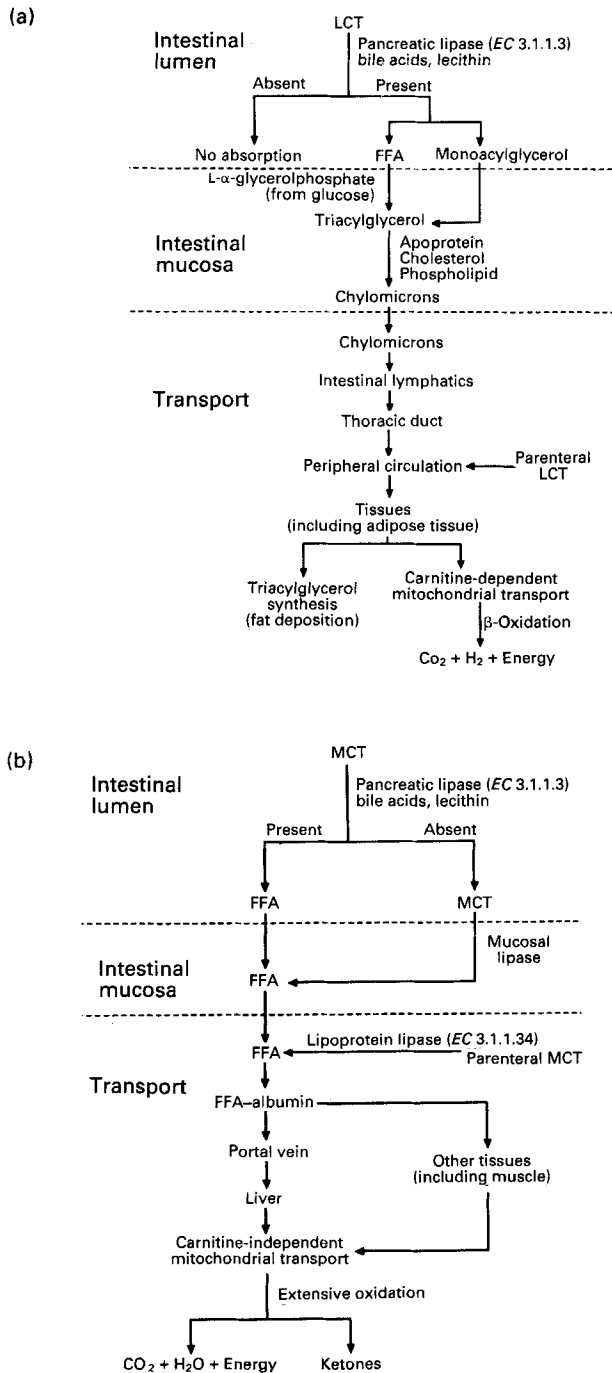 (a)
Intestinal
lumen
LCT
Pancreatic lipase (EC 3.1.1.3)
bile acids, lecithin
Absent
Present
No absorption
FFA
Monoacylglycerol
L-α-glycerolphosphate
(from glucose)
Triacylglycerol
Intestinal
mucosa
Apoprotein
Cholesterol
Phospholipid
Chylomicrons
Chylomicrons
Intestinal lymphatics
Transport
Thoracic duct
Peripheral circulation
Parenteral
LCT
Tissues
(including adipose tissue)
Triacylglycerol
synthesis
(fat deposition)
Carnitine-dependent
mitochondrial transport
β-Oxidation
Co2 + H2 + Energy
(b)
Intestinal
lumen
MCT
Pancreatic lipase (EC 3.1.1.3)
bile acids, lecithin
Present
Absent
FFA
MCT
Intestinal
mucosa
Mucosal
lipase
FFA
Lipoprotein lipase (EC 3.1.1.34)
FFA
Parenteral MCT
Transport
FFA–albumin
Portal vein
Other tissues
(including muscle)
Liver
Carnitine-independent
mitochondrial transport
Extensive oxidation
CO2 + H2O + Energy
Ketones